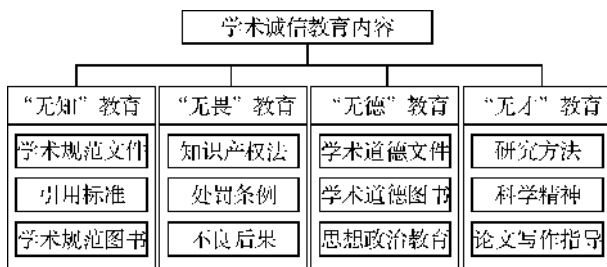 学术诚信教育内容
“无知”教育
学术规范文件
引用标准
学术规范图书
“无畏”教育
知识产权法
处罚条例
不良后果
“无德”教育
学术道德文件
学术道德图书
思想政治教育
“无才”教育
研究方法
科学精神
论文写作指导